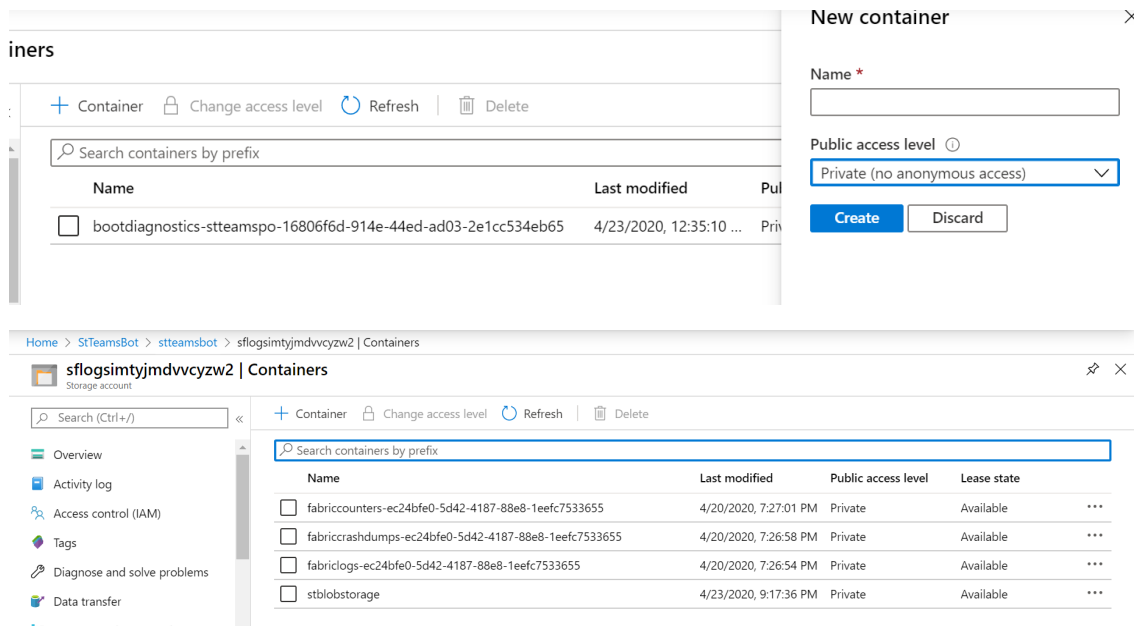 New container
iners
Name *
Container Change access level Refresh Delete
Search containers by prefix
Public access level
Private (no anonymous access)
Name Last modified
Create Discard
bootdiagnostics-stteamspo-16806f6d-914e-44ed-ad03-2e1cc534eb65 4/23/2020, 12:35:10 ...
Home > StTeamsBot > stteamsbot > sflogsimtyjmdvvcyzw2 | Containers
sflogsimtyjmdvvcyzw2 | Containers
Storage account
Search (Ctrl+/) «
Container Change access level Refresh Delete
Search containers by prefix
Overview
Activity log
Access control (IAM)
Tags
Diagnose and solve problems
Data transfer
Name Last modified Public access level Lease state
fabriccounters-ec24bfe0-5d42-4187-88e8-1eefc7533655 4/20/2020, 7:27:01 PM Private Available ...
fabriccrashdumps-ec24bfe0-5d42-4187-88e8-1eefc7533655 4/20/2020, 7:26:58 PM Private Available ...
fabriclogs-ec24bfe0-5d42-4187-88e8-1eefc7533655 4/20/2020, 7:26:54 PM Private Available ...
stblobstorage 4/23/2020, 9:17:36 PM Private Available ...